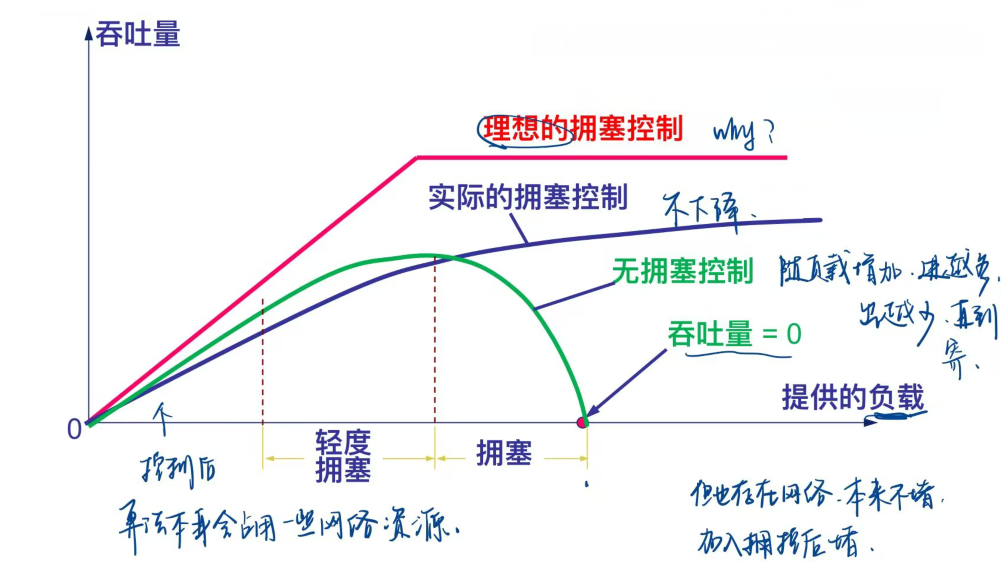 吞吐量
理想的拥塞控制 why?
实际的拥塞控制 不下降.
无拥塞控制 随负载增加.进越多.
出越少.直到
寄.
吞吐量 = 0
提供的负载
0
轻度
拥塞
拥塞
控制后
算法本身会占用一些网络资源.
但也存在网络.本来不堵.
加入拥控后堵.